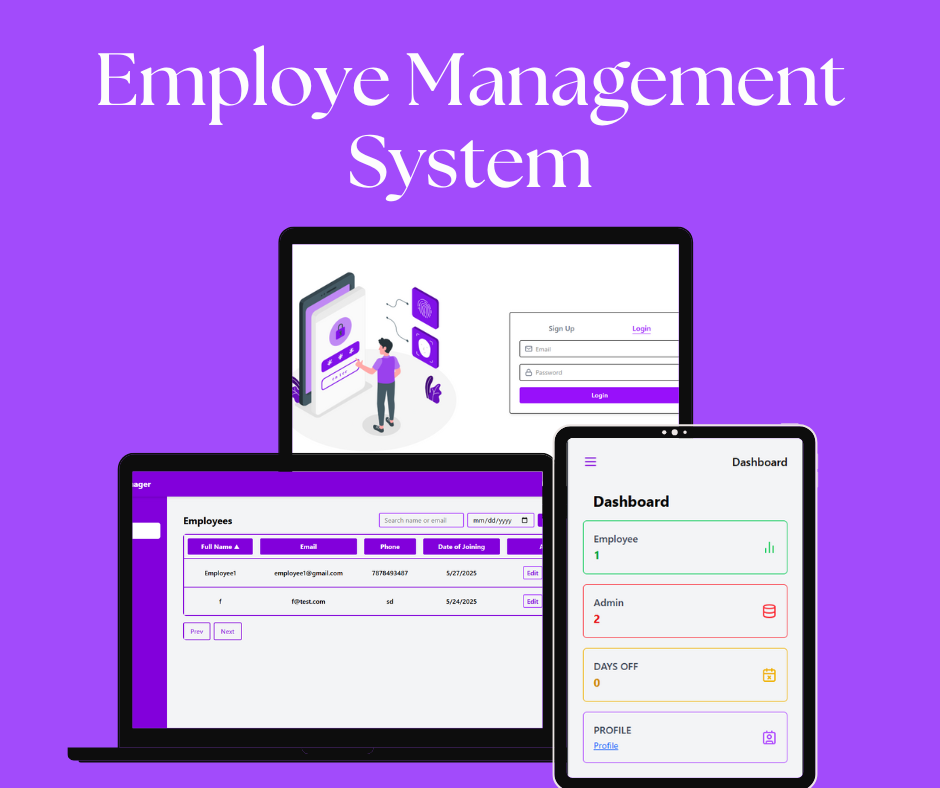 Employe Management
System
Sign Up Login
Email
Password
Login
nager
Employees Search name or email mm/dd/yyyy
Full Name ▲ Email Phone Date of Joining A
Employee1 employee1@gmail.com 7878493487 5/27/2025 Edit
f f@test.com sd 5/24/2025 Edit
Prev Next
Dashboard
Dashboard
Employee
1
Admin
2
DAYS OFF
0
PROFILE
Profile